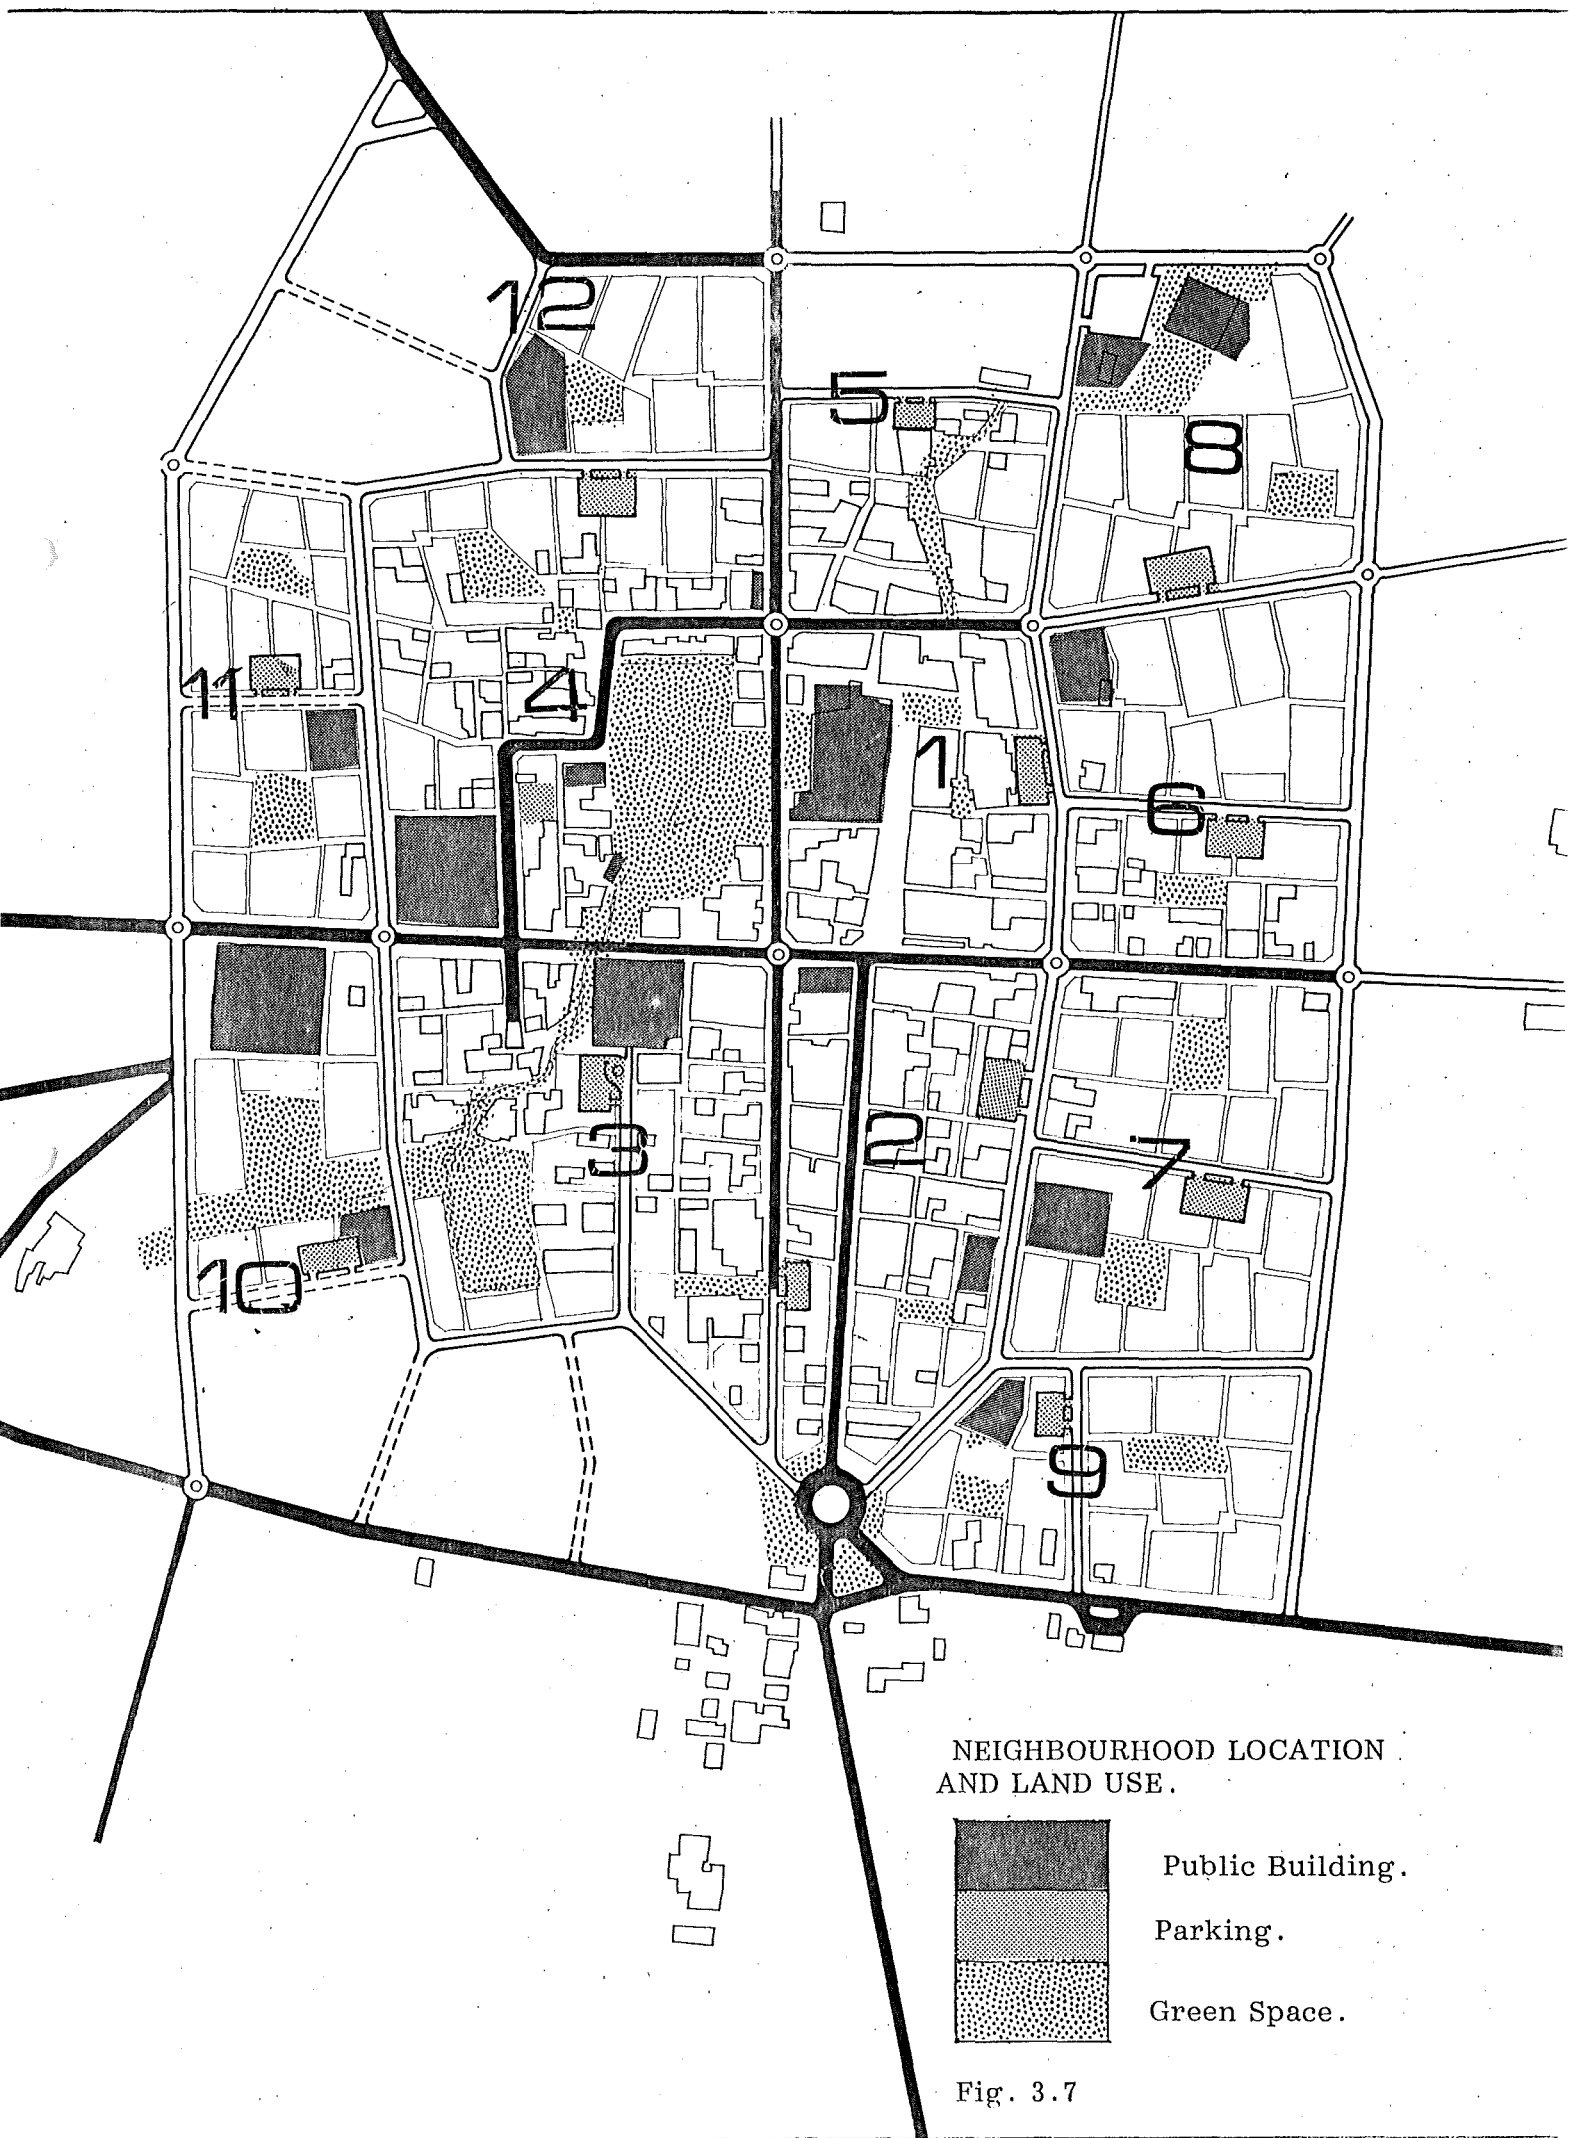 12
5
8
11
4
1
6
3
2
7
10
9
NEIGHBOURHOOD LOCATION
AND LAND USE.
Public Building.
Parking.
Green Space.
Fig. 3.7